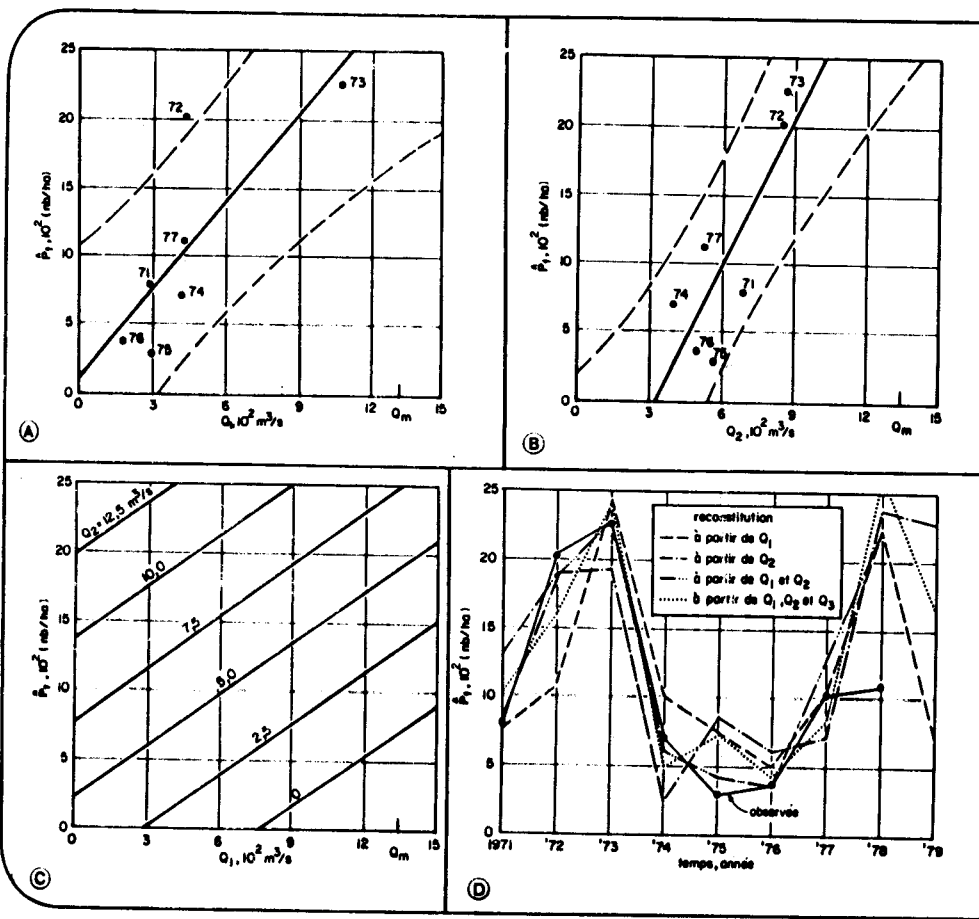 25
20
15
10
5
0
P̂₁, 10² (nb/ha)
72
73
77
71
74
76
75
0 3 6 9 12 Qm 15
Q₁, 10² m³/s
A
25
20
15
10
5
0
P̂₁, 10² (nb/ha)
73
72
77
74
71
76
75
0 3 6 9 12 Qm 15
Q₂, 10² m³/s
B
25
20
15
10
5
0
P̂₁, 10² (nb/ha)
Q₂= 12,5 m³/s
10,0
7,5
5,0
2,5
0
0 3 6 9 12 Qm 15
Q₁, 10² m³/s
C
25
20
15
10
5
0
P̂₁, 10² (nb/ha)
reconstitution
à partir de Q₁
à partir de Q₂
à partir de Q₁ et Q₂
à partir de Q₁, Q₂ et Q₃
observée
1971 '72 '73 '74 '75 '76 '77 '78 '79
temps, année
D